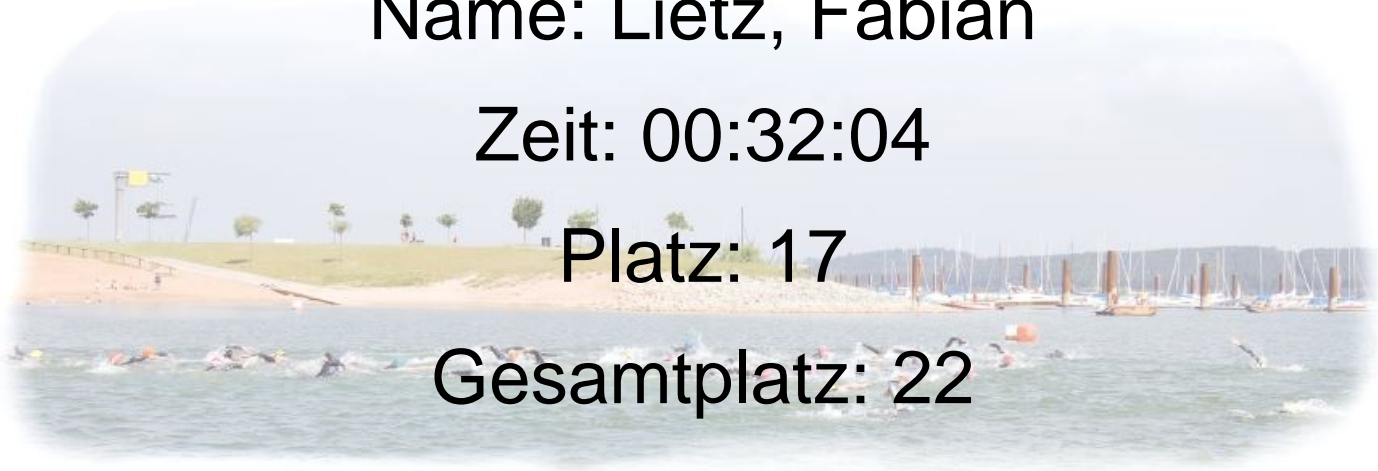 Name: Lietz, Fabian
Zeit: 00:32:04
Platz: 17
Gesamtplatz: 22